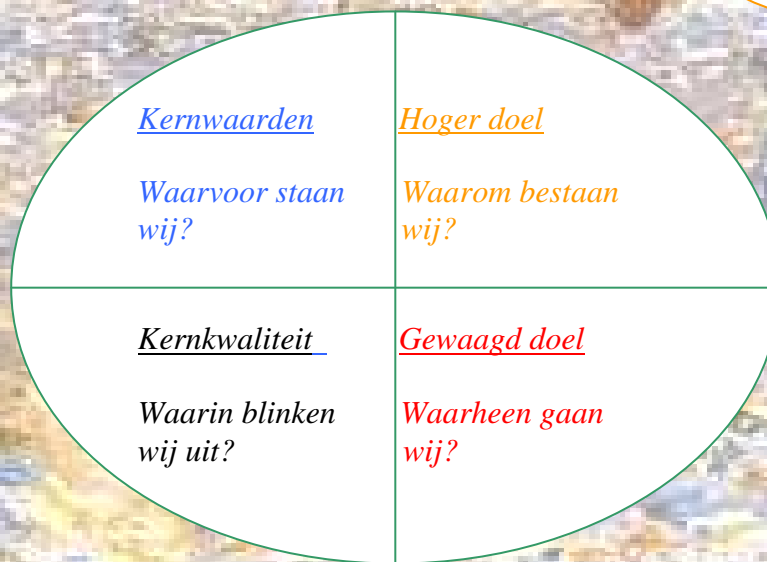 Kernwaarden
Waarvoor staan
wij?
Hoger doel
Waarom bestaan
wij?
Kernkwaliteit
Waarin blinken
wij uit?
Gewaagd doel
Waarheen gaan
wij?